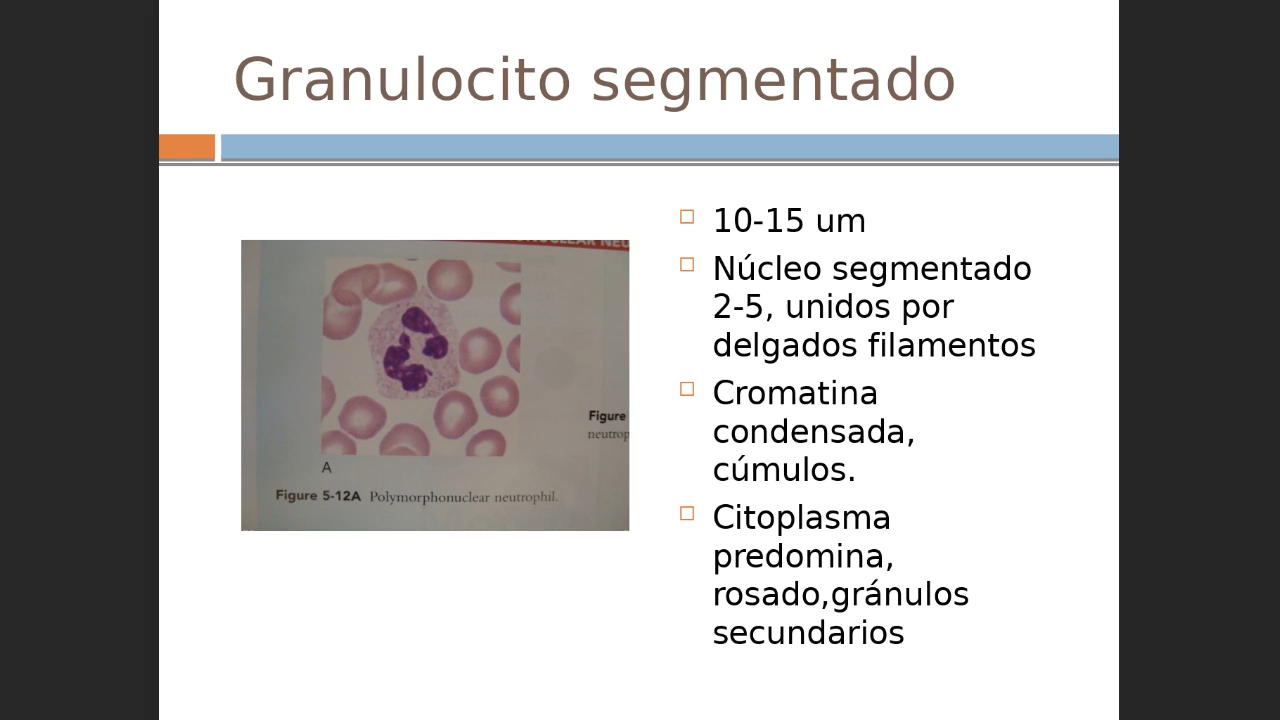 Granulocito segmentado
10-15 um
Núcleo segmentado
2-5, unidos por
delgados filamentos
Cromatina
condensada,
cúmulos.
Citoplasma
predomina,
rosado,gránulos
secundarios
Figure
A
Figure 5-12A Polymorphonuclear neutrophil.